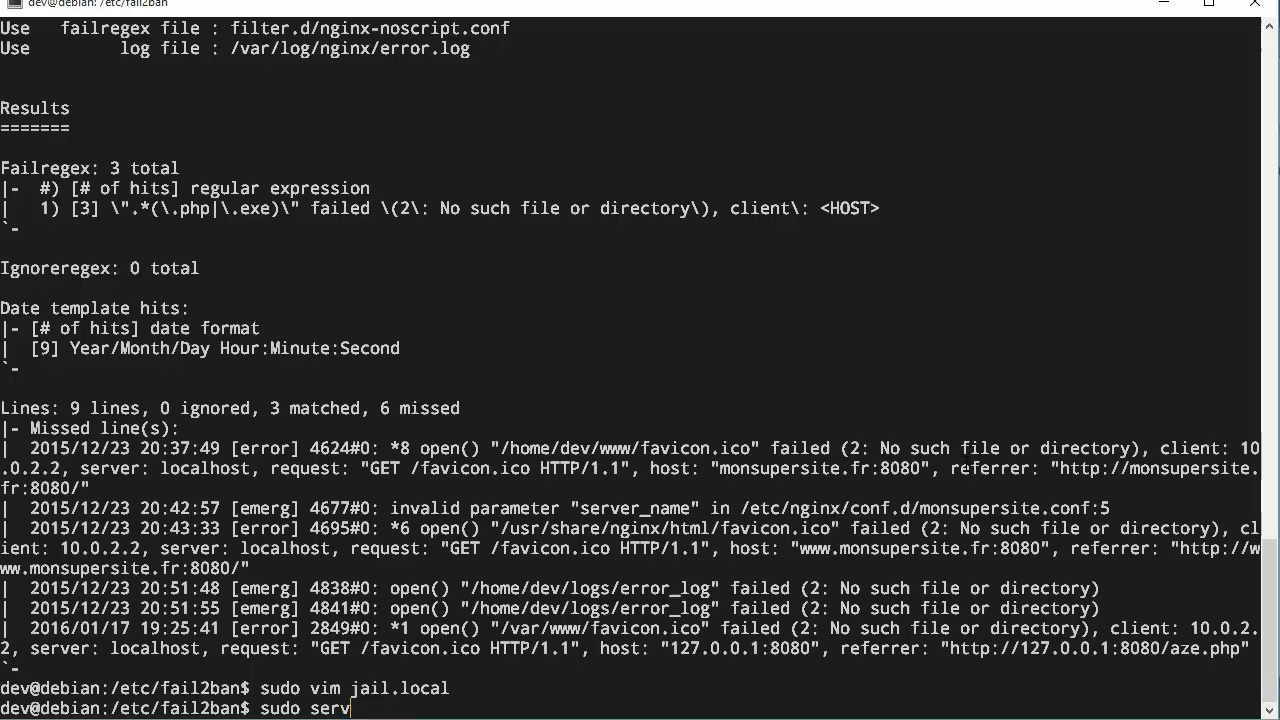 dev@debian: /etc/fail2ban
Use   failregex file : filter.d/nginx-noscript.conf
Use         log file : /var/log/nginx/error.log
Results
=======
Failregex: 3 total
|-  #) [# of hits] regular expression
|   1) [3] \".*(\.php|\.exe)\" failed \(2\: No such file or directory\), client\: <HOST>
`-
Ignoreregex: 0 total
Date template hits:
|- [# of hits] date format
|  [9] Year/Month/Day Hour:Minute:Second
`-
Lines: 9 lines, 0 ignored, 3 matched, 6 missed
|- Missed line(s):
|  2015/12/23 20:37:49 [error] 4624#0: *8 open() "/home/dev/www/favicon.ico" failed (2: No such file or directory), client: 10
.0.2.2, server: localhost, request: "GET /favicon.ico HTTP/1.1", host: "monsupersite.fr:8080", referrer: "http://monsupersite.
fr:8080/"
|  2015/12/23 20:42:57 [emerg] 4677#0: invalid parameter "server_name" in /etc/nginx/conf.d/monsupersite.conf:5
|  2015/12/23 20:43:33 [error] 4695#0: *6 open() "/usr/share/nginx/html/favicon.ico" failed (2: No such file or directory), cl
ient: 10.0.2.2, server: localhost, request: "GET /favicon.ico HTTP/1.1", host: "www.monsupersite.fr:8080", referrer: "http://w
ww.monsupersite.fr:8080/"
|  2015/12/23 20:51:48 [emerg] 4838#0: open() "/home/dev/logs/error_log" failed (2: No such file or directory)
|  2015/12/23 20:51:55 [emerg] 4841#0: open() "/home/dev/logs/error_log" failed (2: No such file or directory)
|  2016/01/17 19:25:41 [error] 2849#0: *1 open() "/var/www/favicon.ico" failed (2: No such file or directory), client: 10.0.2.
2, server: localhost, request: "GET /favicon.ico HTTP/1.1", host: "127.0.0.1:8080", referrer: "http://127.0.0.1:8080/aze.php"
`-
dev@debian:/etc/fail2ban$ sudo vim jail.local
dev@debian:/etc/fail2ban$ sudo serv